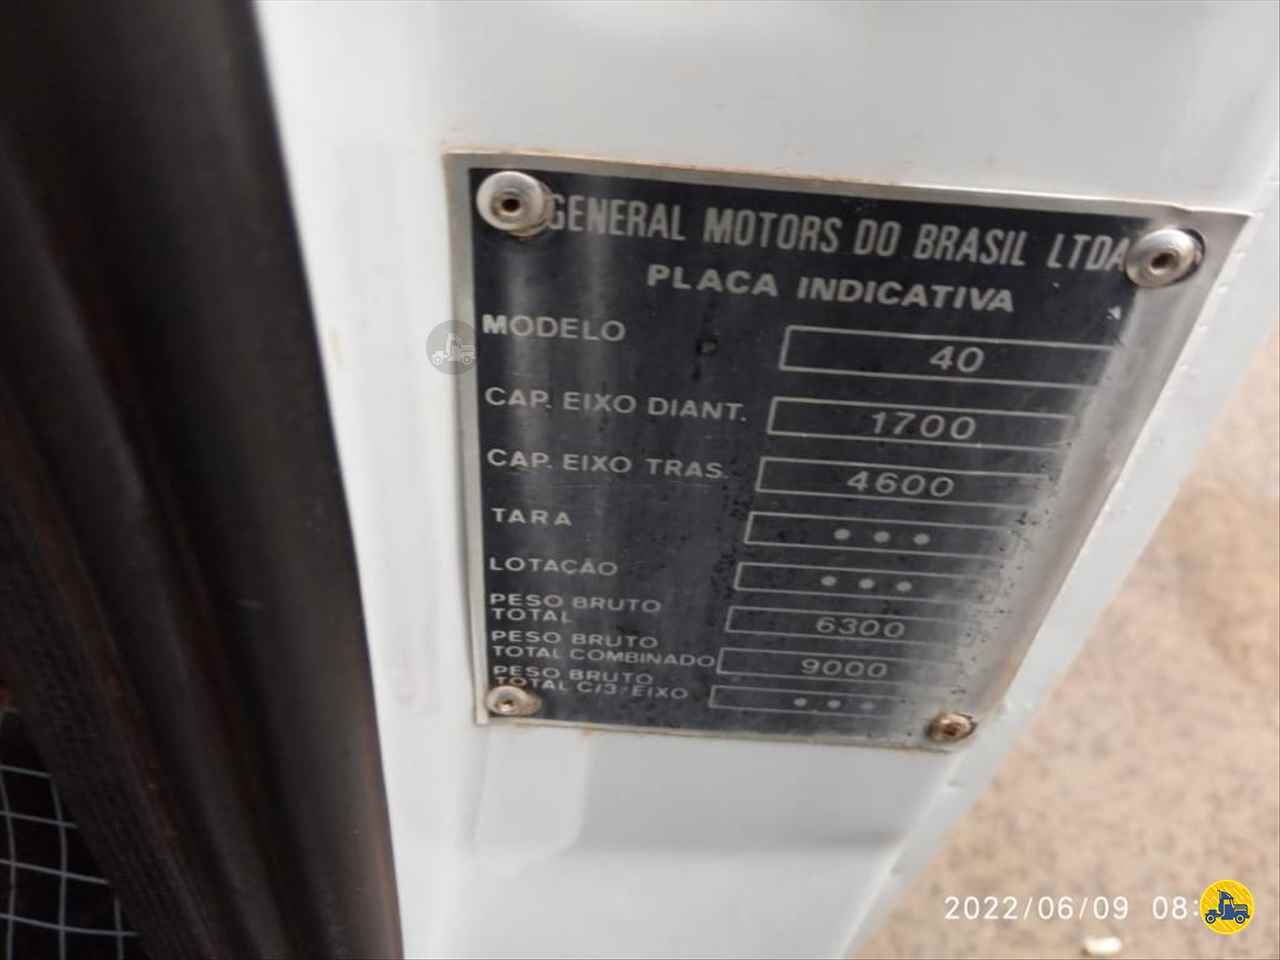 GENERAL MOTORS DO BRASIL LTDA
PLACA INDICATIVA
MODELO 40
CAP. EIXO DIANT. 1700
CAP. EIXO TRAS. 4600
TARA • • •
LOTAÇÃO • • •
PESO BRUTO
TOTAL 6300
PESO BRUTO
TOTAL COMBINADO 9000
PESO BRUTO
TOTAL C/3º EIXO • • •
2022/06/09 08: